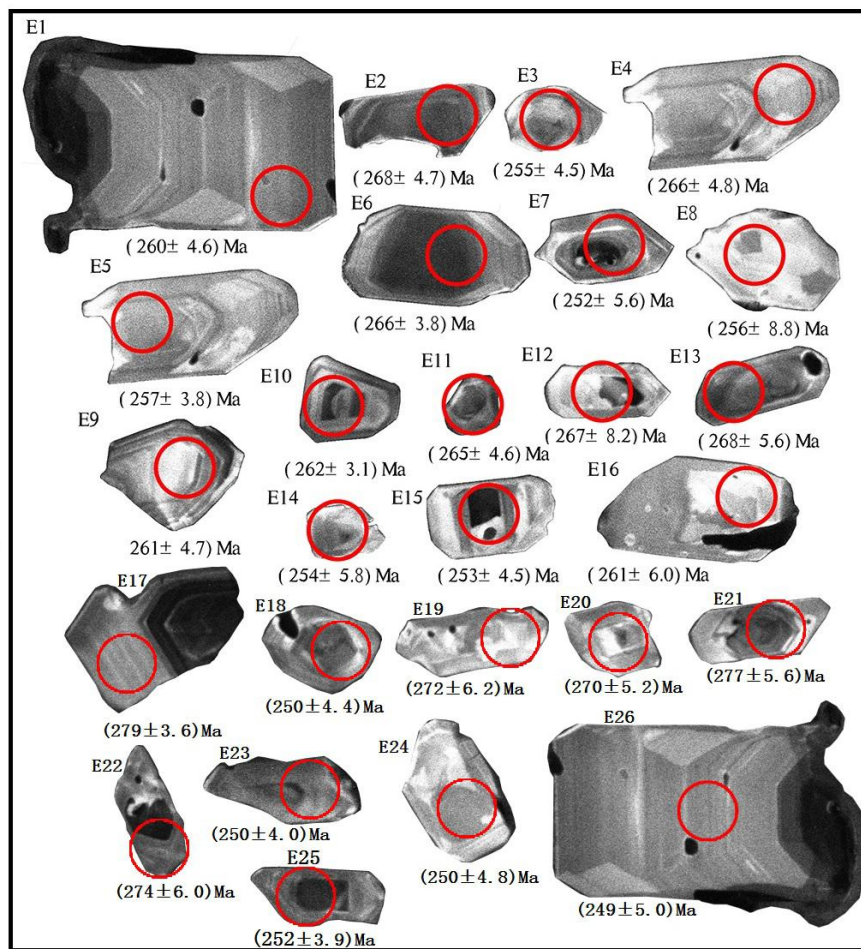 E1
E2
E3
E4
(268± 4.7) Ma
(255± 4.5) Ma
(266± 4.8) Ma
(260± 4.6) Ma
E5
E6
E7
E8
(257± 3.8) Ma
(266± 3.8) Ma
(252± 5.6) Ma
(256± 8.8) Ma
E9
E10
E11
E12
E13
261± 4.7) Ma
(262± 3.1) Ma
(265± 4.6) Ma
(267± 8.2) Ma
(268± 5.6) Ma
E14
E15
E16
(254± 5.8) Ma
(253± 4.5) Ma
(261± 6.0) Ma
E17
E18
E19
E20
E21
(279±3.6) Ma
(250±4.4) Ma
(272±6.2) Ma
(270±5.2) Ma
(277±5.6) Ma
E22
E23
E24
E26
(274±6.0) Ma
(250±4.0) Ma
(250±4.8) Ma
(249±5.0) Ma
E25
(252±3.9) Ma